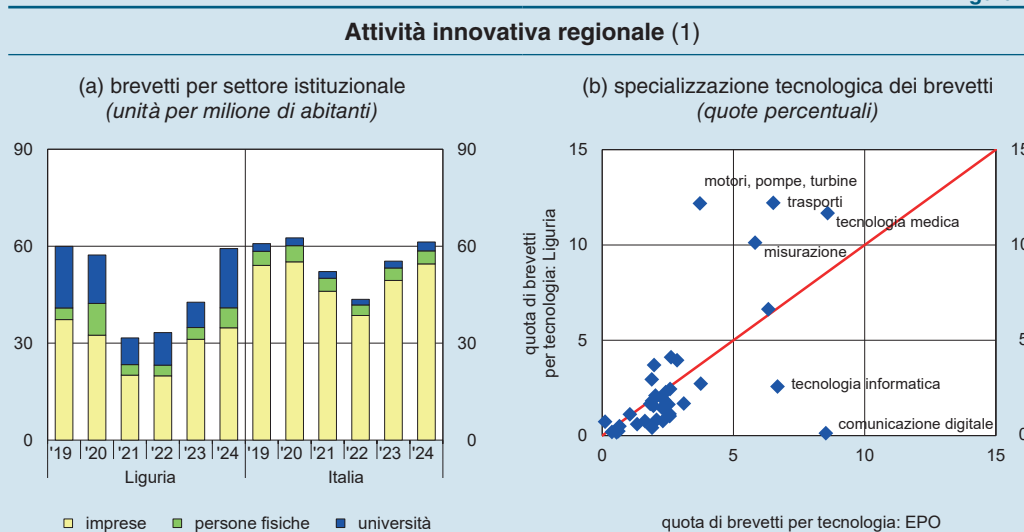 Attività innovativa regionale (1)
(a) brevetti per settore istituzionale
(unità per milione di abitanti)
90
90
60
60
30
30
0
0
'19 '20 '21 '22 '23 '24 '19 '20 '21 '22 '23 '24
Liguria Italia
imprese persone fisiche università
(b) specializzazione tecnologica dei brevetti
(quote percentuali)
15
15
10
10
5
5
0
0
quota di brevetti
per tecnologia: Liguria
motori, pompe, turbine
trasporti
tecnologia medica
misurazione
tecnologia informatica
comunicazione digitale
0 5 10 15
quota di brevetti per tecnologia: EPO